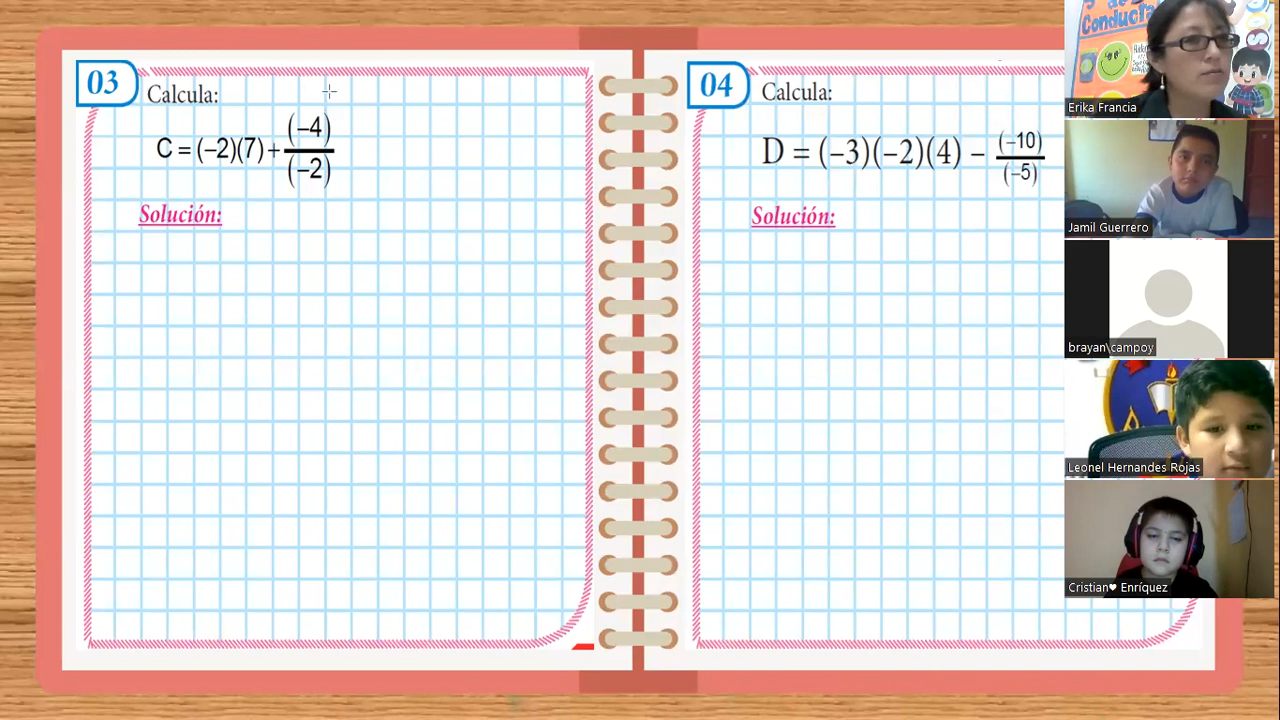 03
Calcula:
C = (−2)(7) + (−4)/(−2)
Solución:
04
Calcula:
D = (−3)(−2)(4) − (−10)/(−5)
Solución:
Conducta
Erika Francia
Jamil Guerrero
brayan\campoy
Leonel Hernandes Rojas
Cristian♥ Enríquez